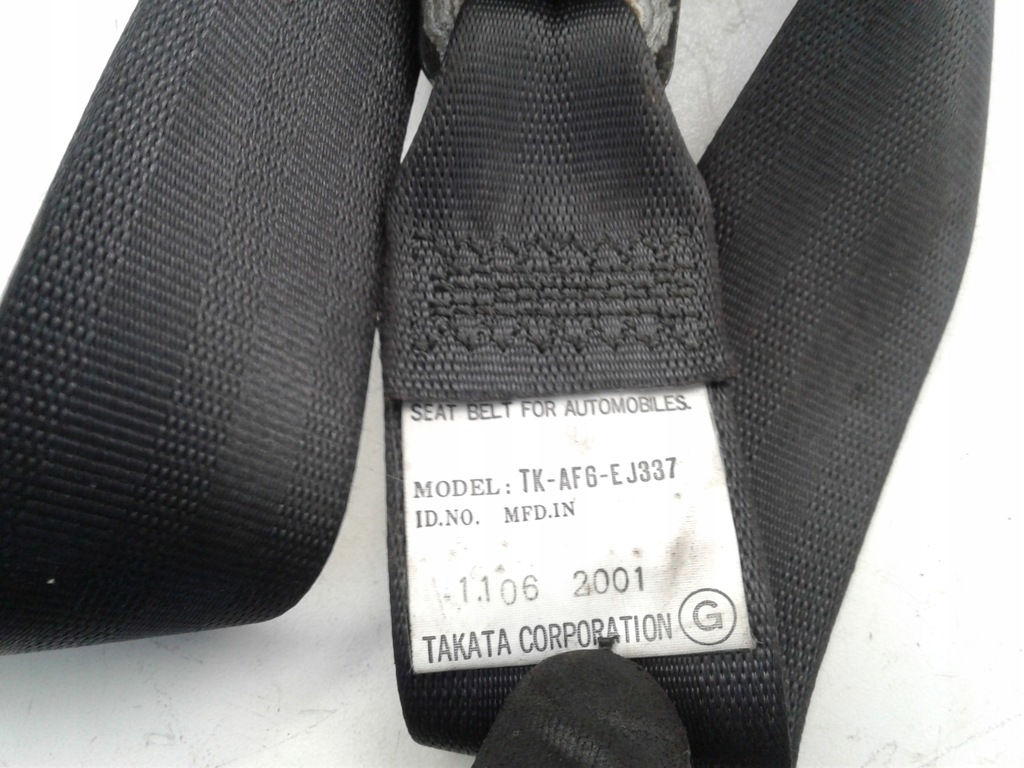 SEAT BELT FOR AUTOMOBILES.
MODEL: TK-AF6-EJ337
ID.NO. MFD.IN
1106 2001
TAKATA CORPORATION G